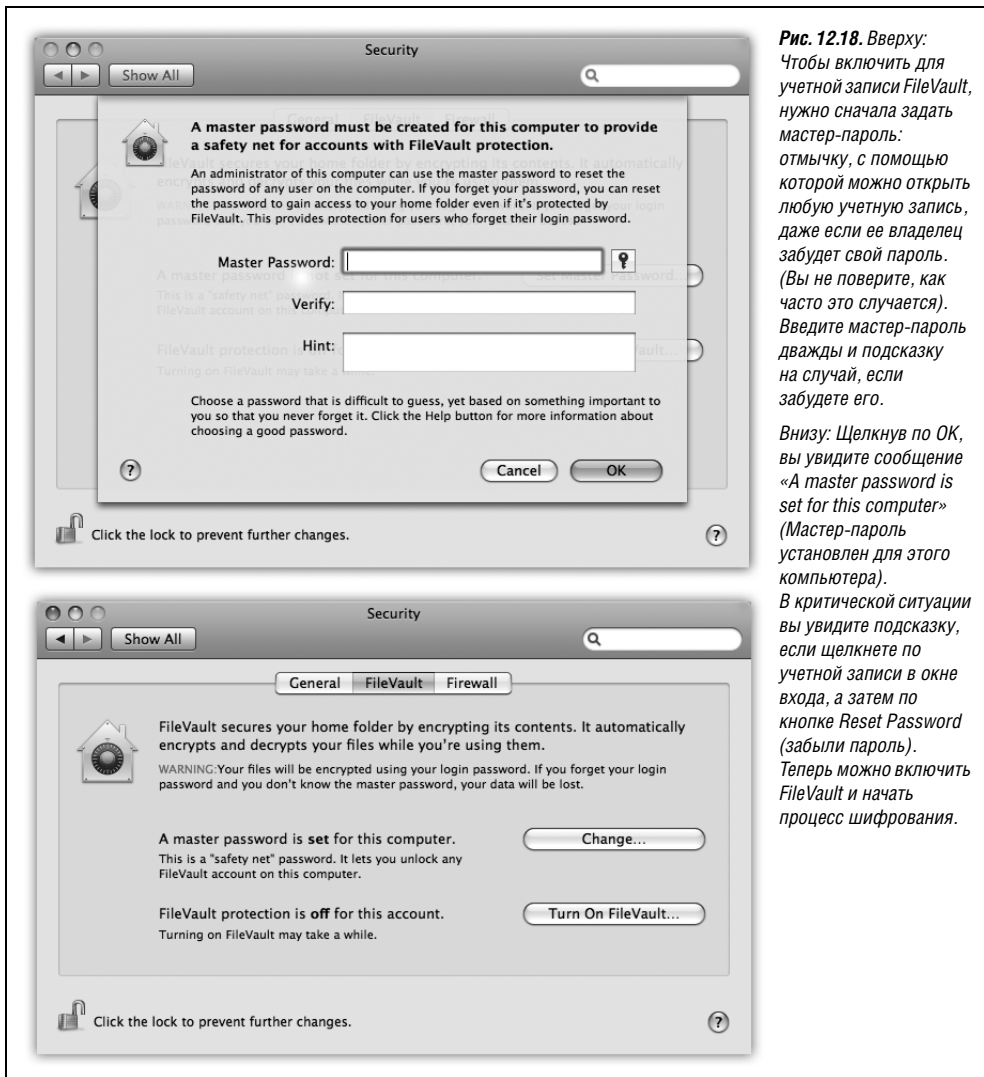 Security
Show All
A master password must be created for this computer to provide
a safety net for accounts with FileVault protection.
An administrator of this computer can use the master password to reset the
password of any user on the computer. If you forget your password, you can reset
the password to gain access to your home folder even if it's protected by
FileVault. This provides protection for users who forget their login password.
Master Password:
Verify:
Hint:
Choose a password that is difficult to guess, yet based on something important to
you so that you never forget it. Click the Help button for more information about
choosing a good password.
?
Cancel
OK
Click the lock to prevent further changes.
?
Security
Show All
General
FileVault
Firewall
FileVault secures your home folder by encrypting its contents. It automatically
encrypts and decrypts your files while you're using them.
WARNING:Your files will be encrypted using your login password. If you forget your login
password and you don't know the master password, your data will be lost.
A master password is set for this computer.
Change...
This is a "safety net" password. It lets you unlock any
FileVault account on this computer.
FileVault protection is off for this account.
Turn On FileVault...
Turning on FileVault may take a while.
Click the lock to prevent further changes.
?
Рис. 12.18. Вверху:
Чтобы включить для
учетной записи FileVault,
нужно сначала задать
мастер-пароль:
отмычку, с помощью
которой можно открыть
любую учетную запись,
даже если ее владелец
забудет свой пароль.
(Вы не поверите, как
часто это случается).
Введите мастер-пароль
дважды и подсказку
на случай, если
забудете его.
Внизу: Щелкнув по OK,
вы увидите сообщение
«A master password is
set for this computer»
(Мастер-пароль
установлен для этого
компьютера).
В критической ситуации
вы увидите подсказку,
если щелкнете по
учетной записи в окне
входа, а затем по
кнопке Reset Password
(забыли пароль).
Теперь можно включить
FileVault и начать
процесс шифрования.